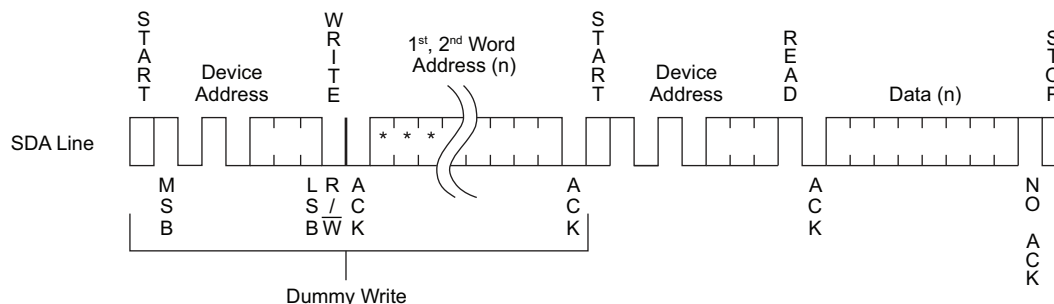 START
WRITE
1st, 2nd Word
Address (n)
START
READ
STOP
Device
Address
Device
Address
Data (n)
SDA Line
* * *
MSB
LSB
R/W
ACK
ACK
ACK
NO ACK
Dummy Write